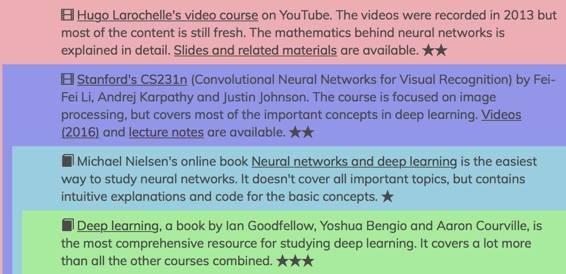 Hugo Larochelle's video course on YouTube. The videos were recorded in 2013 but
most of the content is still fresh. The mathematics behind neural networks is
explained in detail. Slides and related materials are available. ★★
Stanford's CS231n (Convolutional Neural Networks for Visual Recognition) by Fei-
Fei Li, Andrej Karpathy and Justin Johnson. The course is focused on image
processing, but covers most of the important concepts in deep learning. Videos
(2016) and lecture notes are available. ★★
Michael Nielsen's online book Neural networks and deep learning is the easiest
way to study neural networks. It doesn't cover all important topics, but contains
intuitive explanations and code for the basic concepts. ★
Deep learning, a book by Ian Goodfellow, Yoshua Bengio and Aaron Courville, is
the most comprehensive resource for studying deep learning. It covers a lot more
than all the other courses combined. ★★★